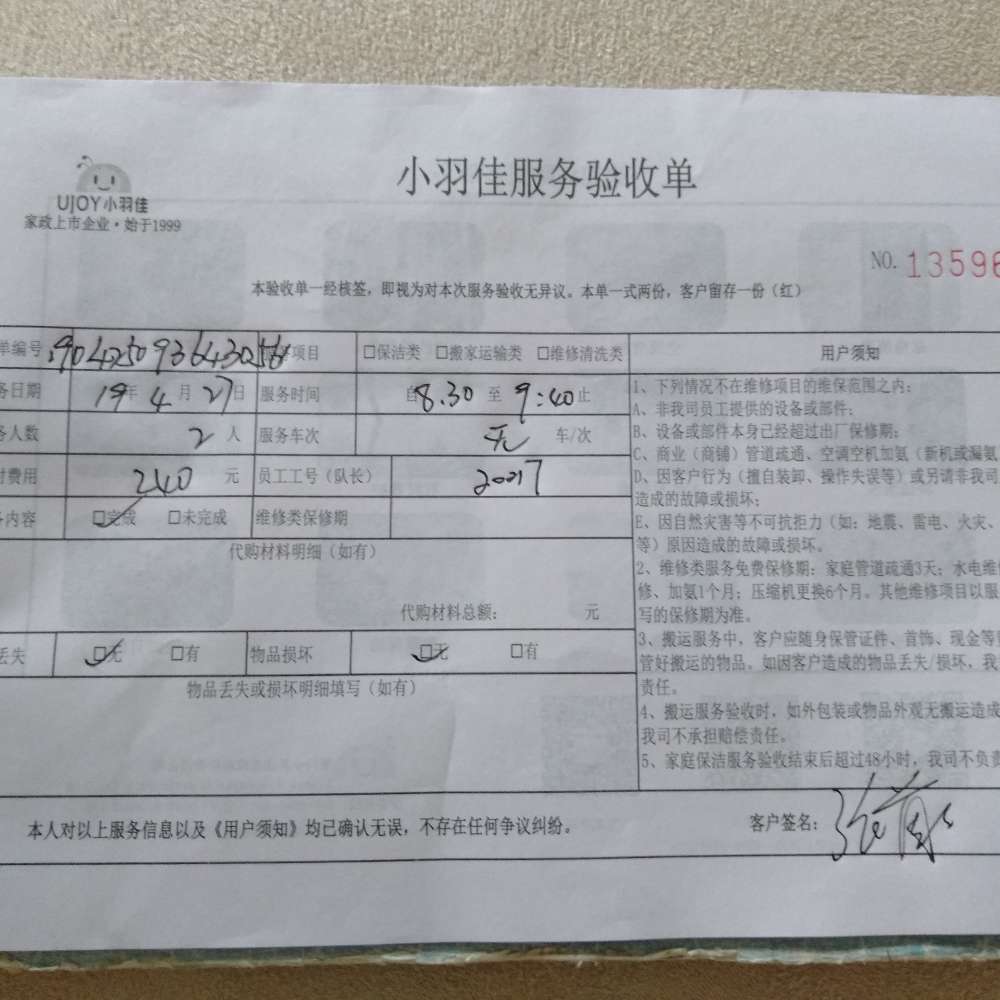 小羽佳服务验收单
UJOY小羽佳
家政上市企业·始于1999
NO. 13596
本验收单一经核签，即视为对本次服务验收无异议。本单一式两份，客户留存一份（红）
单编号 项目 □保洁类 □搬家运输类 □维修清洗类
务日期 19年 4月 27日 服务时间 自8.30 至 9:40止
务人数 2 人 服务车次 无 车/次
付费用 240 元 员工工号（队长） 20017
务内容 ☑完成 □未完成 维修类保修期
代购材料明细（如有）
代购材料总额： 元
丢失 ☑无 □有 物品损坏 ☑无 □有
物品丢失或损坏明细填写（如有）
用户须知
1、下列情况不在维修项目的维保范围之内：
A、非我司员工提供的设备或部件；
B、设备或部件本身已经超过出厂保修期；
C、商业（商铺）管道疏通、空调空机加氨（新机或漏氨
D、因客户行为（擅自装卸、操作失误等）或另请非我司
造成的故障或损坏；
E、因自然灾害等不可抗拒力（如：地震、雷电、火灾、
等）原因造成的故障或损坏。
2、维修类服务免费保修期：家庭管道疏通3天；水电维
修、加氨1个月；压缩机更换6个月。其他维修项目以服
写的保修期为准。
3、搬运服务中，客户应随身保管证件、首饰、现金等
管好搬运的物品。如因客户造成的物品丢失/损坏，我
责任。
4、搬运服务验收时，如外包装或物品外观无搬运造成
我司不承担赔偿责任。
5、家庭保洁服务验收结束后超过48小时，我司不负责
本人对以上服务信息以及《用户须知》均已确认无误，不存在任何争议纠纷。
客户签名：